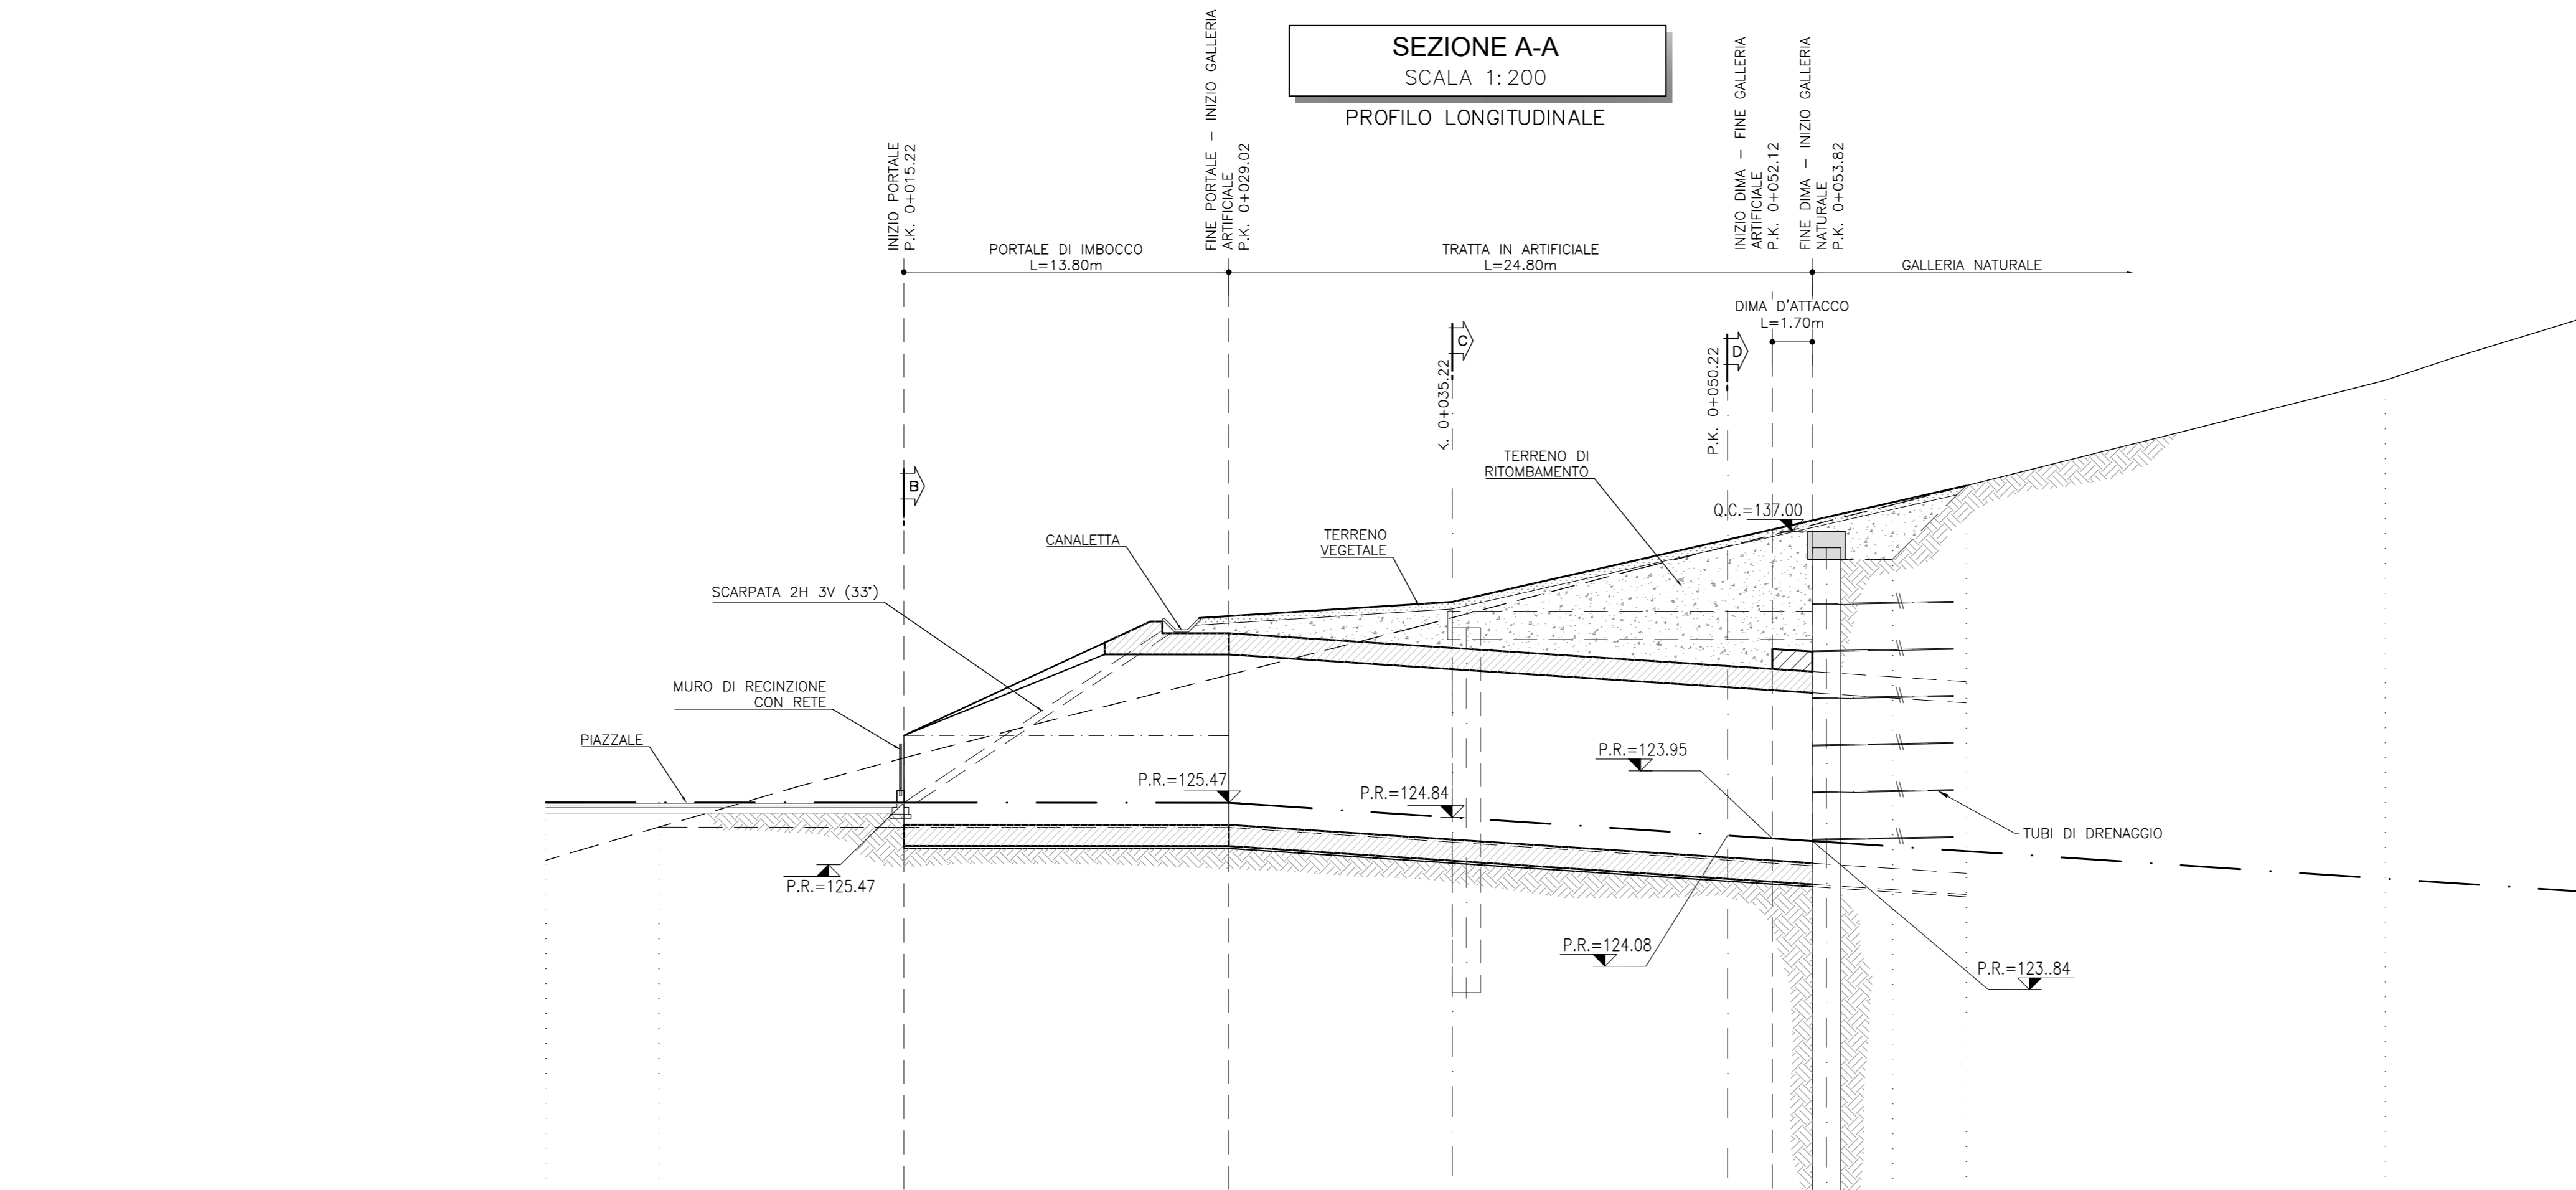 SEZIONE A-A
SCALA 1:200
PROFILO LONGITUDINALE
INIZIO PORTALE
P.K. 0+015.22
FINE PORTALE - INIZIO GALLERIA
ARTIFICIALE
P.K. 0+029.02
INIZIO DIMA - FINE GALLERIA
ARTIFICIALE
P.K. 0+052.12
FINE DIMA - INIZIO GALLERIA
NATURALE
P.K. 0+053.82
PORTALE DI IMBOCCO
L=13.80m
TRATTA IN ARTIFICIALE
L=24.80m
GALLERIA NATURALE
DIMA D'ATTACCO
L=1.70m
C
D
K. 0+035.22
P.K. 0+050.22
B
TERRENO DI
RITOMBAMENTO
Q.C.=137.00
CANALETTA
TERRENO
VEGETALE
SCARPATA 2H 3V (33°)
MURO DI RECINZIONE
CON RETE
PIAZZALE
P.R.=123.95
P.R.=125.47
P.R.=124.84
TUBI DI DRENAGGIO
P.R.=125.47
P.R.=124.08
P.R.=123..84